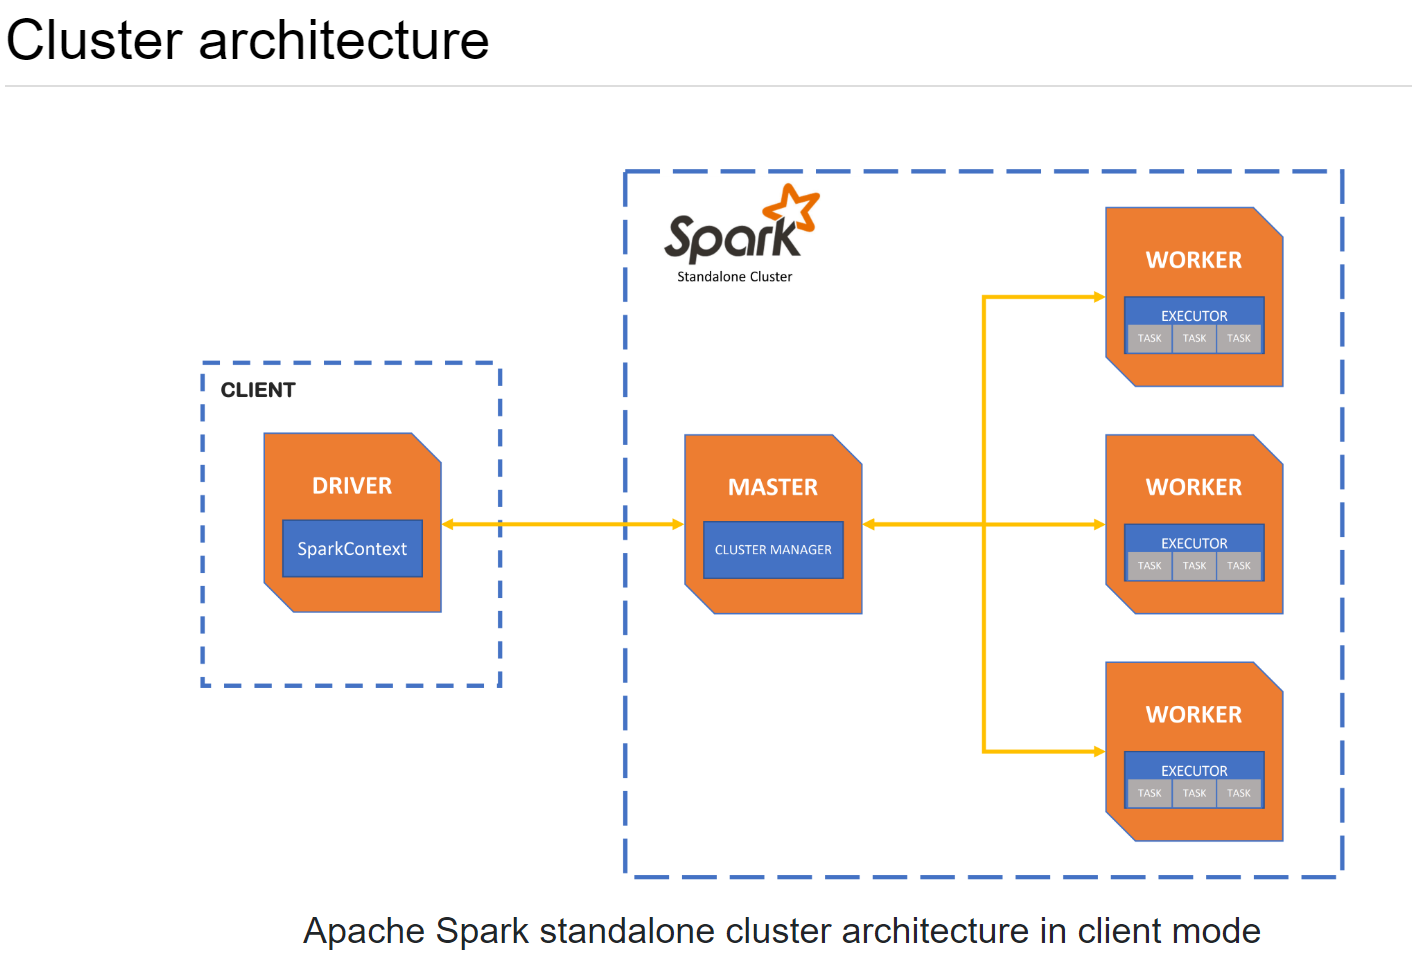 Cluster architecture
Spark
Standalone Cluster
CLIENT
DRIVER
SparkContext
MASTER
CLUSTER MANAGER
WORKER
EXECUTOR
TASK TASK TASK
WORKER
EXECUTOR
TASK TASK TASK
WORKER
EXECUTOR
TASK TASK TASK
Apache Spark standalone cluster architecture in client mode